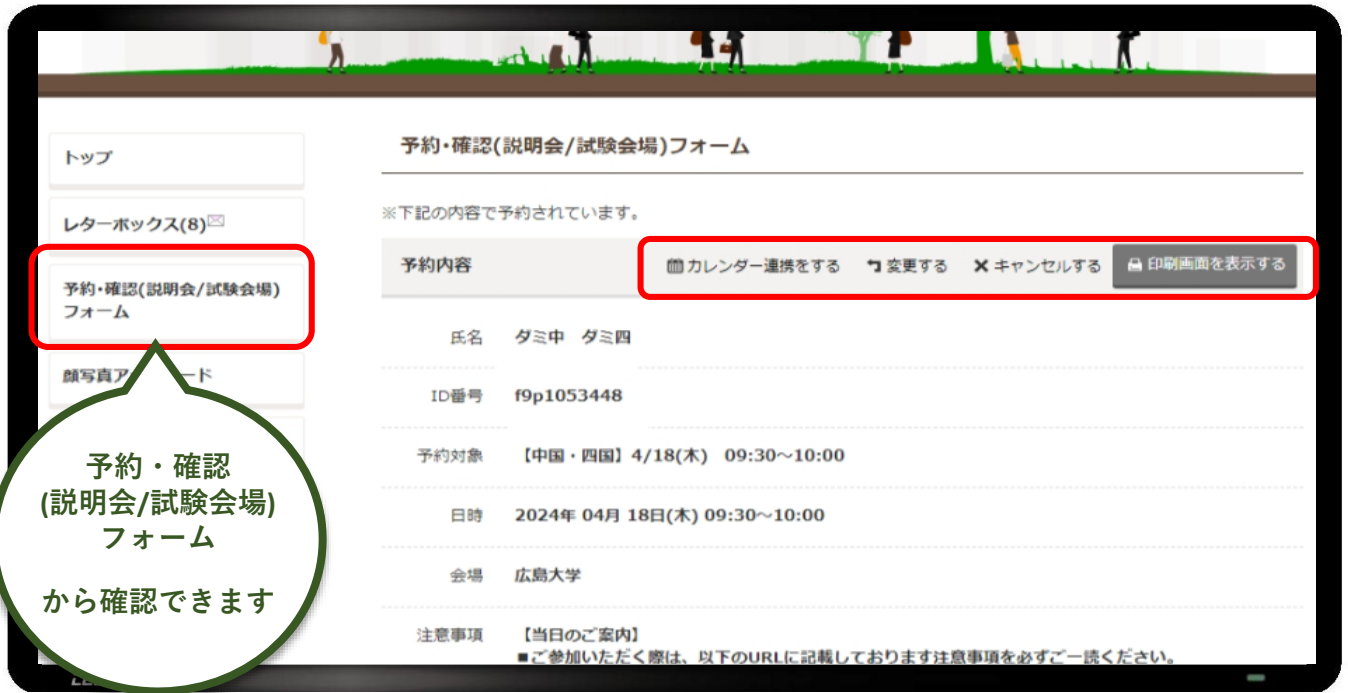 トップ
レターボックス(8)
予約・確認(説明会/試験会場)
フォーム
顔写真ア
ード
予約・確認
(説明会/試験会場)
フォーム
から確認できます
予約・確認(説明会/試験会場)フォーム
※下記の内容で予約されています。
予約内容 カレンダー連携をする 変更する キャンセルする 印刷画面を表示する
氏名 ダミ中 ダミ四
ID番号 f9p1053448
予約対象 【中国・四国】4/18(木) 09:30～10:00
日時 2024年 04月 18日(木) 09:30～10:00
会場 広島大学
注意事項 【当日のご案内】
■ご参加いただく際は、以下のURLに記載しております注意事項を必ずご一読ください。